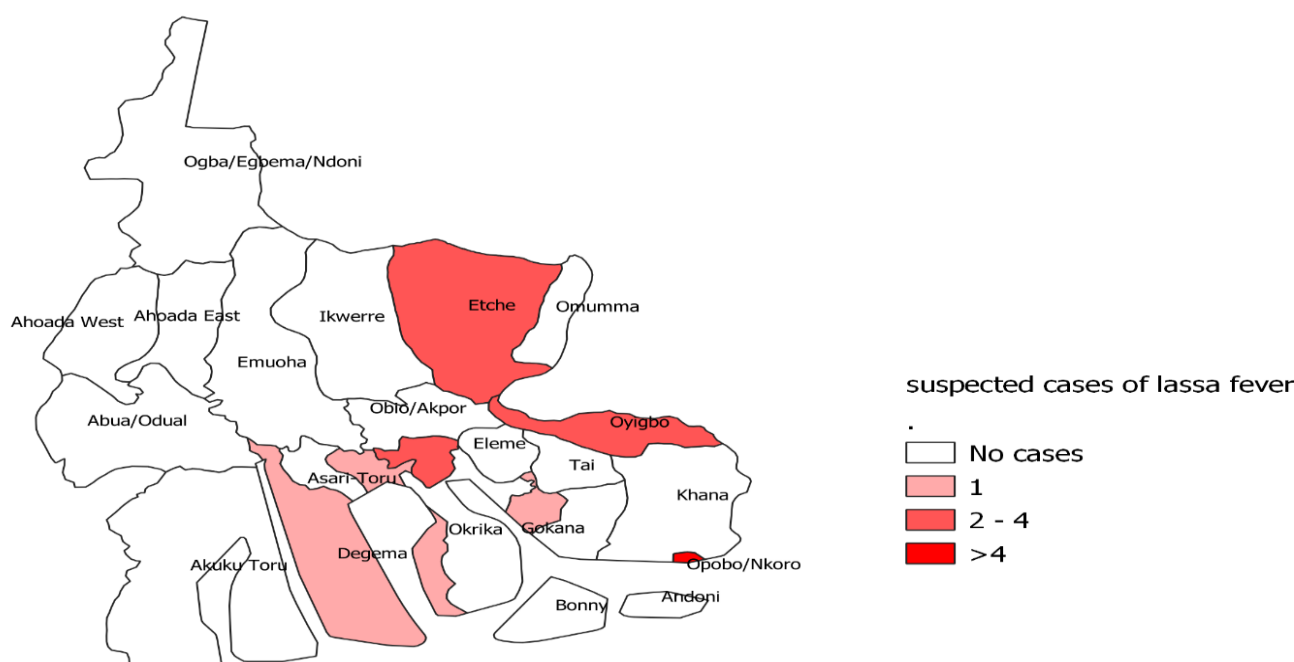 Ogba/Egbema/Ndoni
Etche
Omumma
Ahoada West
Ahoada East
Ikwerre
Emuoha
Abua/Odual
Obio/Akpor
Oyigbo
Eleme
Tai
Asari-Toru
Khana
Okrika
Gokana
Degema
Akuku Toru
Opobo/Nkoro
Bonny
Andoni
suspected cases of lassa fever
.
No cases
1
2 - 4
>4